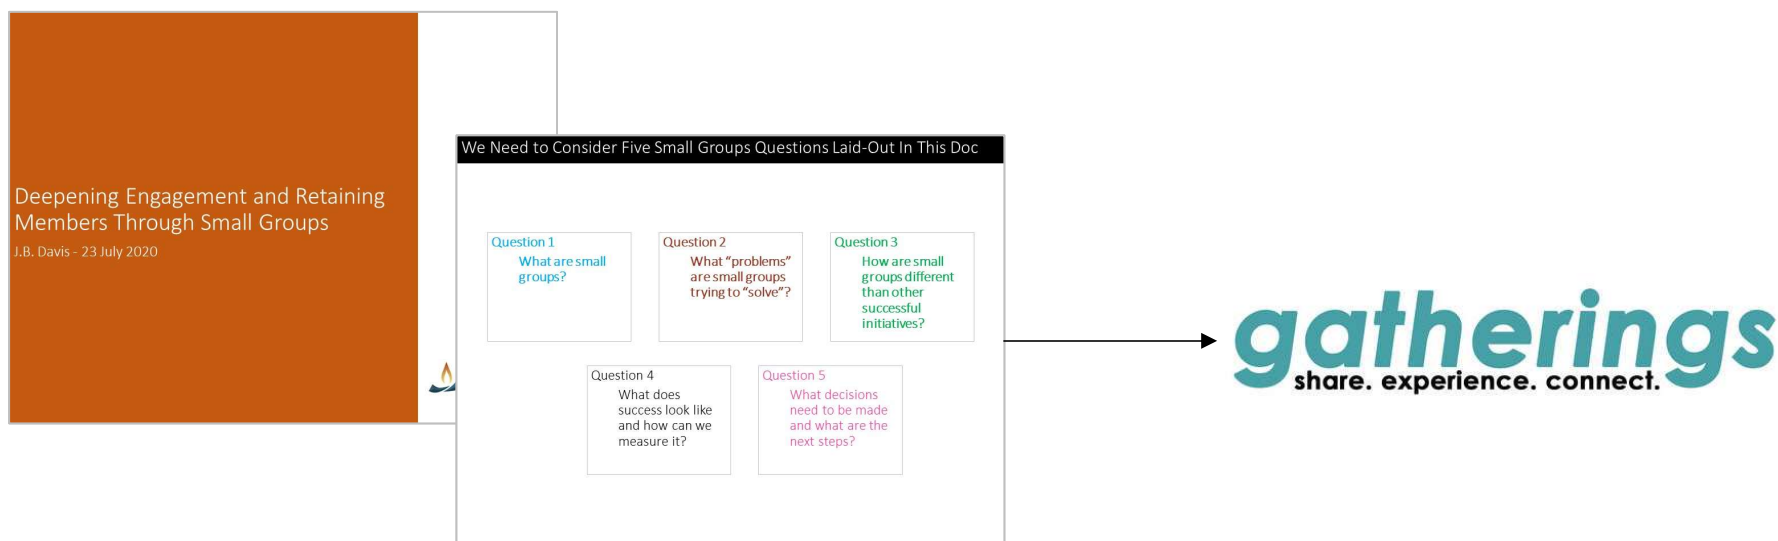 Deepening Engagement and Retaining
Members Through Small Groups
J.B. Davis - 23 July 2020
We Need to Consider Five Small Groups Questions Laid-Out In This Doc
Question 1
What are small
groups?
Question 2
What “problems”
are small groups
trying to “solve”?
Question 3
How are small
groups different
than other
successful
initiatives?
Question 4
What does
success look like
and how can we
measure it?
Question 5
What decisions
need to be made
and what are the
next steps?
gatherings
share. experience. connect.